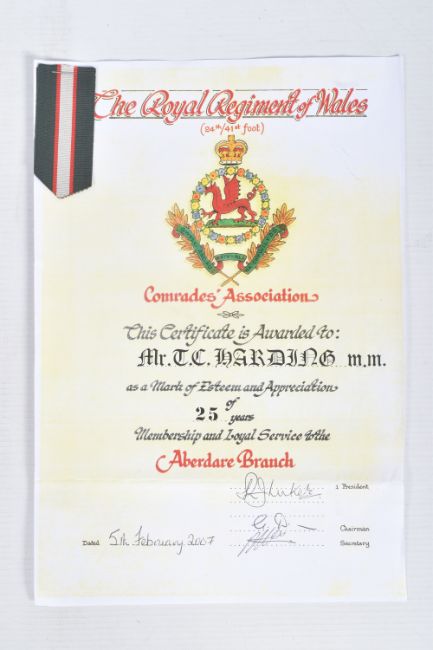 The Royal Regiment of Wales
(24th/41st foot)
Comrades' Association
This Certificate is Awarded to:
Mr. T.C. HARDING m.m.
as a Mark of Esteem and Appreciation
of
25 years
Membership and Loyal Service to the
Aberdare Branch
President
Chairman
Dated 5th February 2007
Secretary